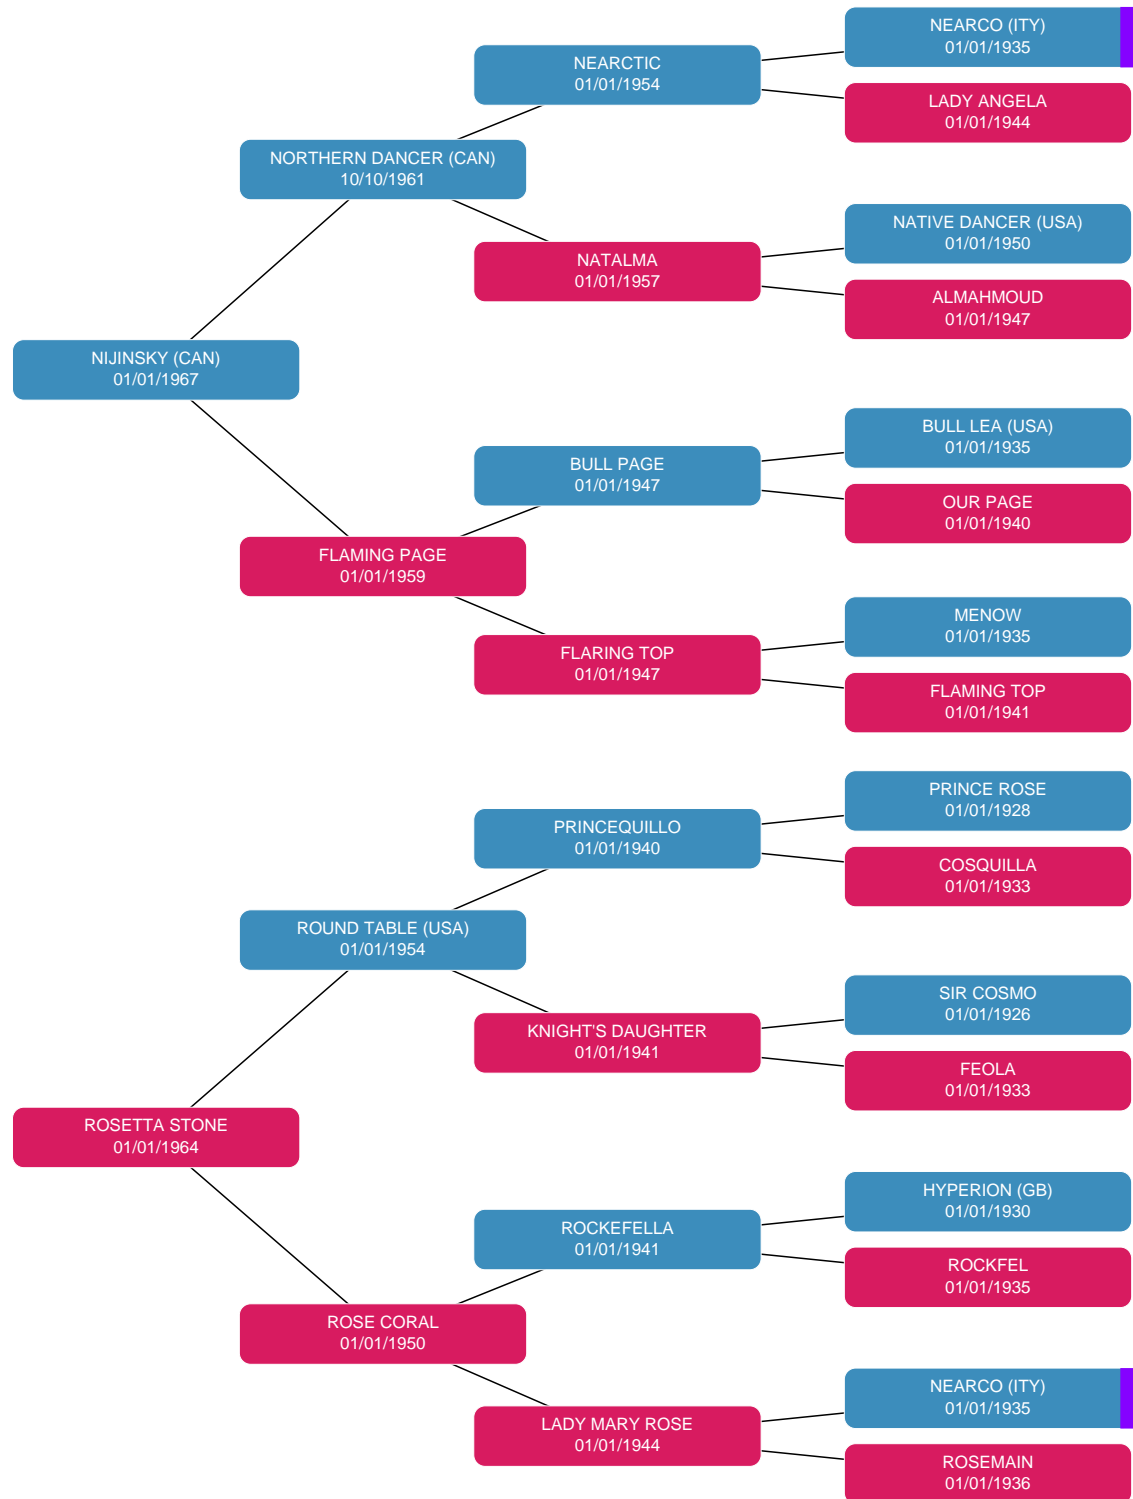 NEARCO (ITY)
01/01/1935
NEARCTIC
01/01/1954
LADY ANGELA
01/01/1944
NORTHERN DANCER (CAN)
10/10/1961
NATIVE DANCER (USA)
01/01/1950
NATALMA
01/01/1957
ALMAHMOUD
01/01/1947
NIJINSKY (CAN)
01/01/1967
BULL LEA (USA)
01/01/1935
BULL PAGE
01/01/1947
OUR PAGE
01/01/1940
FLAMING PAGE
01/01/1959
MENOW
01/01/1935
FLARING TOP
01/01/1947
FLAMING TOP
01/01/1941
PRINCE ROSE
01/01/1928
PRINCEQUILLO
01/01/1940
COSQUILLA
01/01/1933
ROUND TABLE (USA)
01/01/1954
SIR COSMO
01/01/1926
KNIGHT'S DAUGHTER
01/01/1941
FEOLA
01/01/1933
ROSETTA STONE
01/01/1964
HYPERION (GB)
01/01/1930
ROCKEFELLA
01/01/1941
ROCKFEL
01/01/1935
ROSE CORAL
01/01/1950
NEARCO (ITY)
01/01/1935
LADY MARY ROSE
01/01/1944
ROSEMAIN
01/01/1936